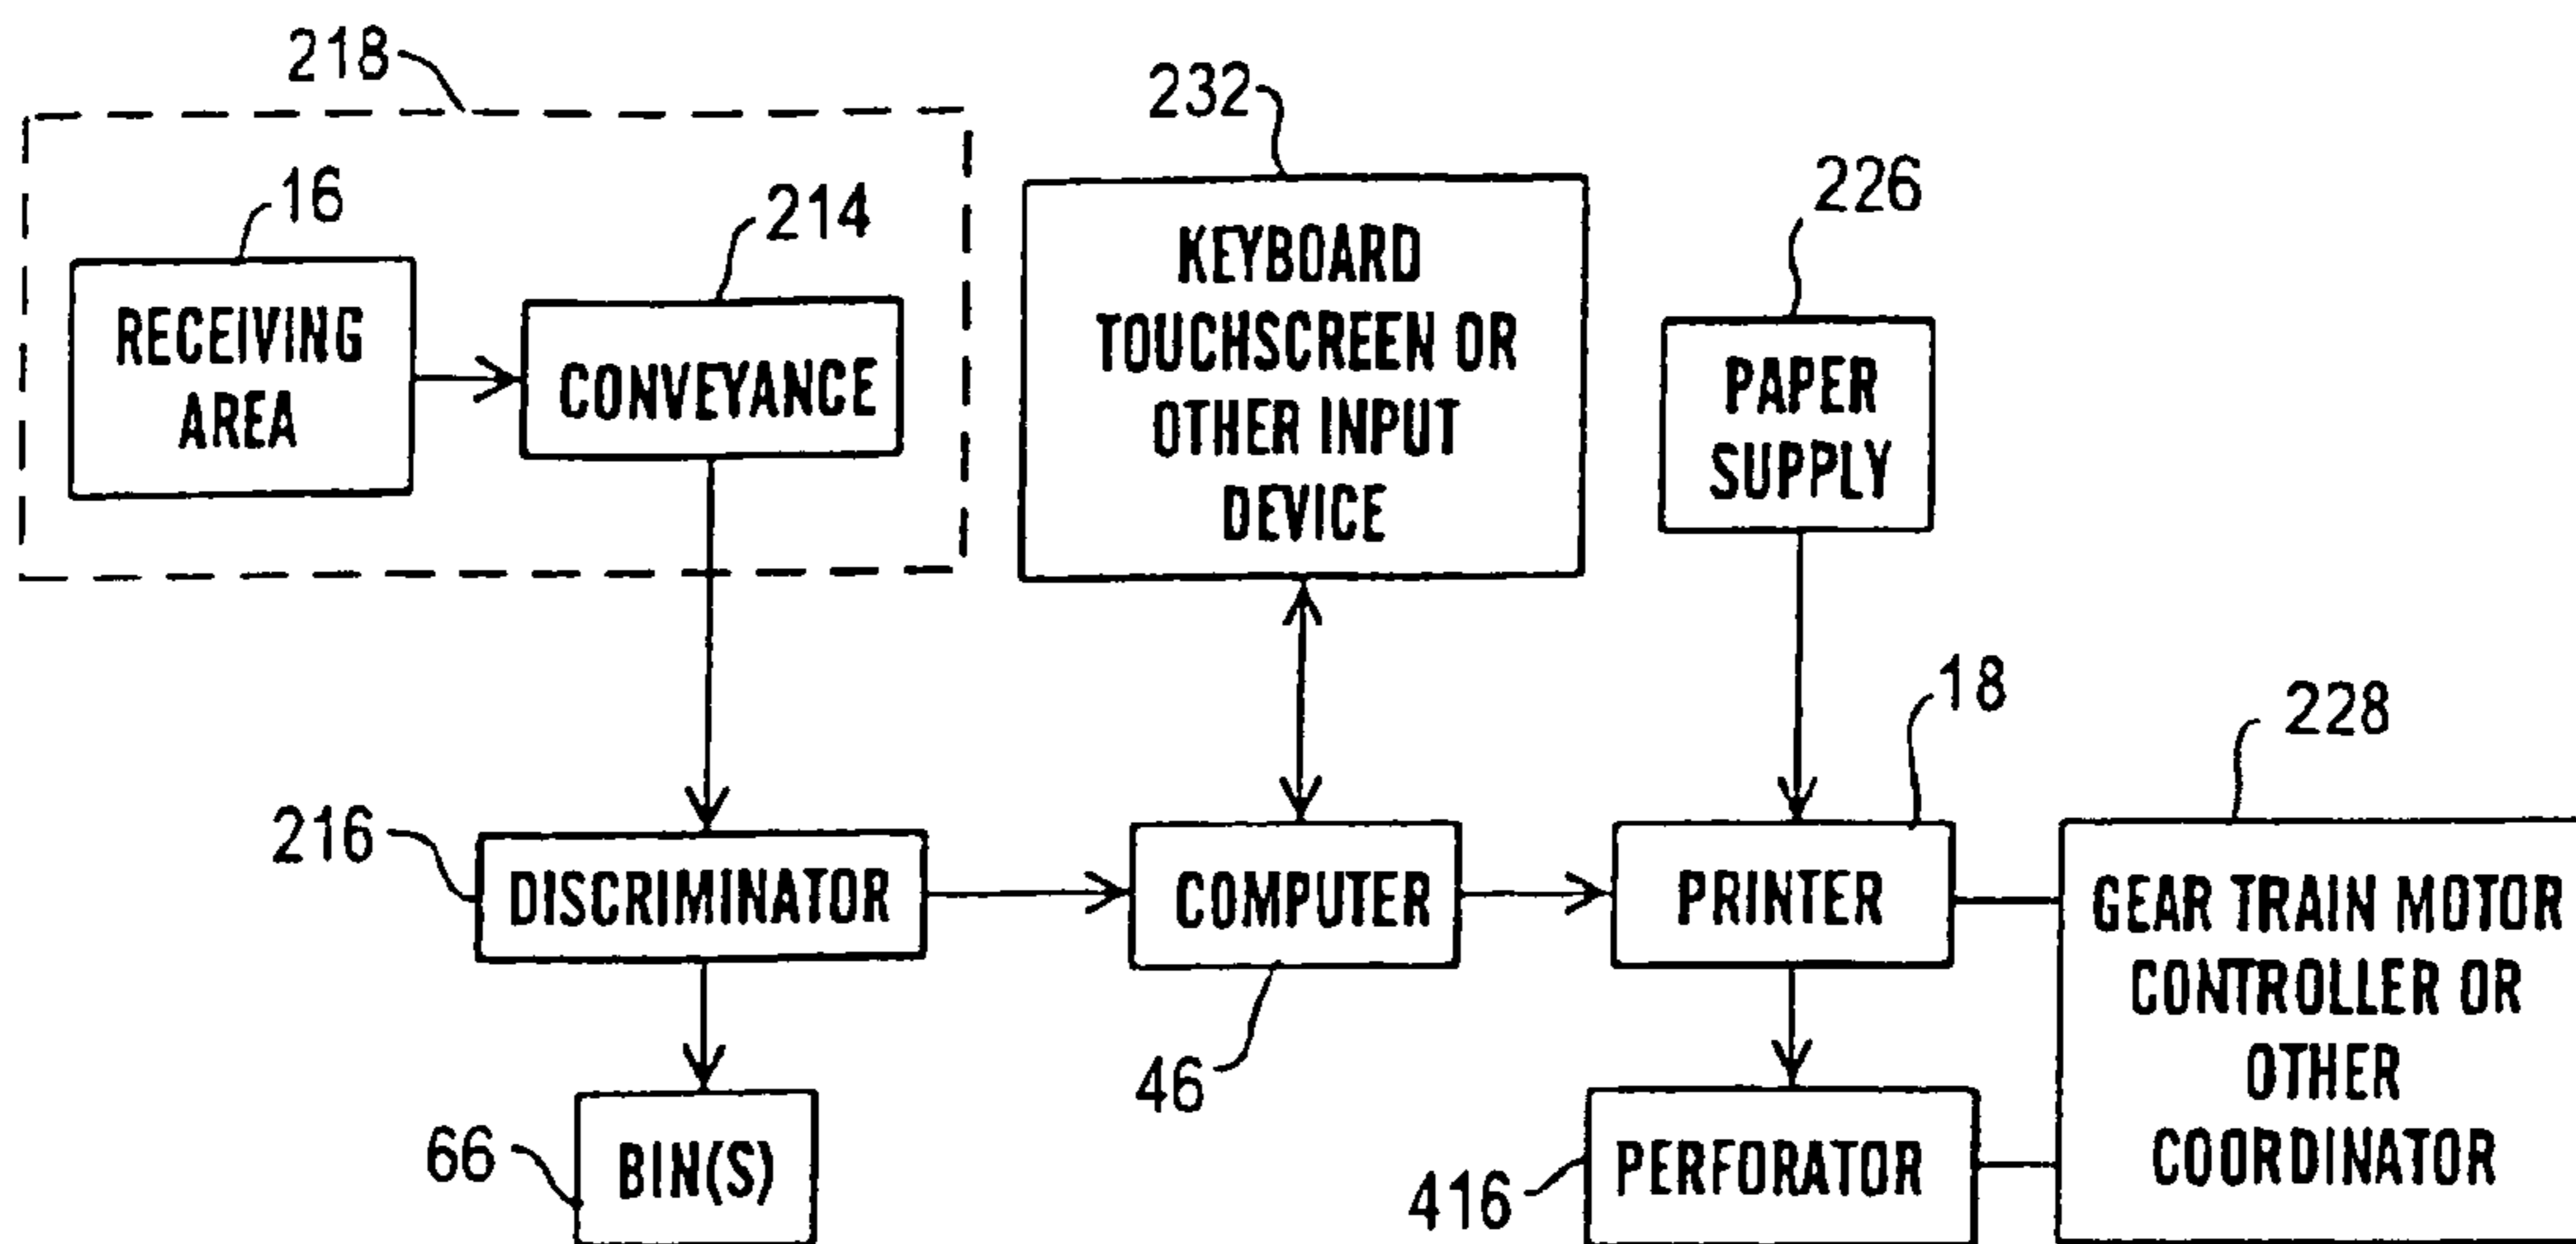 218
16
RECEIVING
AREA
214
CONVEYANCE
232
KEYBOARD
TOUCHSCREEN OR
OTHER INPUT
DEVICE
226
PAPER
SUPPLY
216
DISCRIMINATOR
66
BIN(S)
COMPUTER
46
18
PRINTER
416
PERFORATOR
228
GEAR TRAIN MOTOR
CONTROLLER OR
OTHER
COORDINATOR